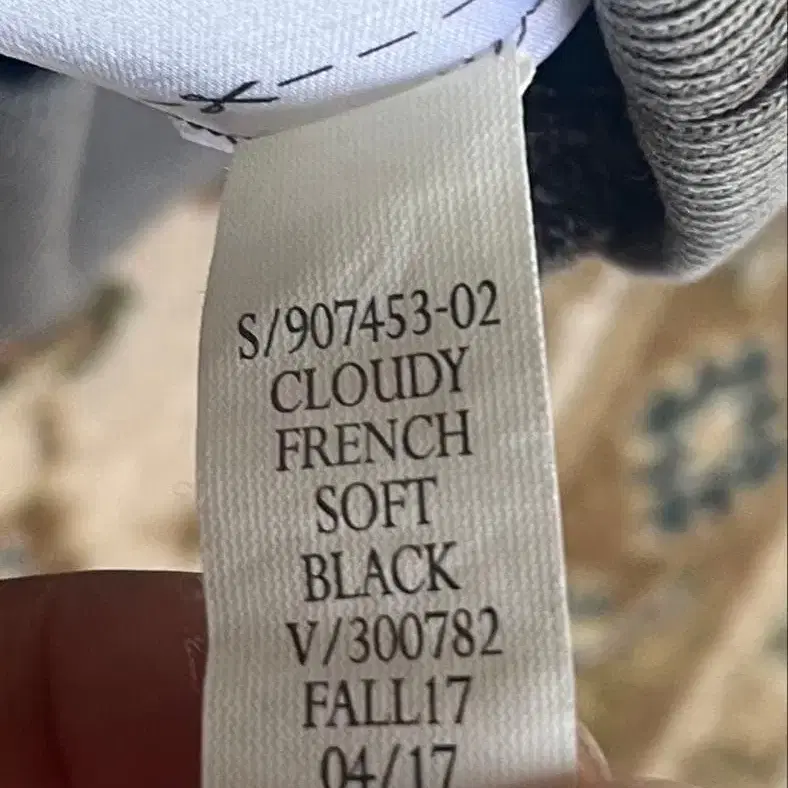 S/907453-02
CLOUDY
FRENCH
SOFT
BLACK
V/300782
FALL17
04/17